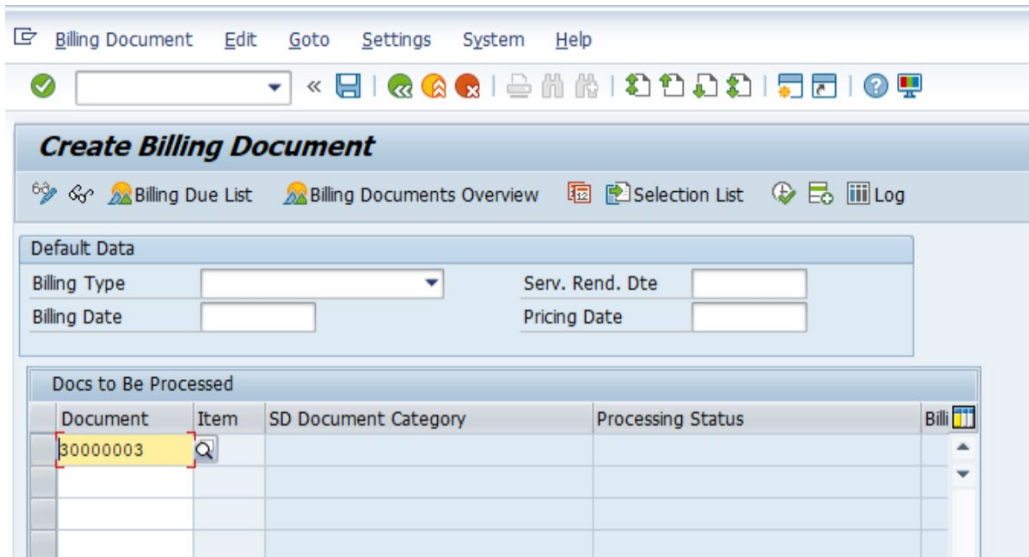 Billing Document Edit Goto Settings System Help
Create Billing Document
Billing Due List Billing Documents Overview Selection List Log
Default Data
Billing Type Serv. Rend. Dte
Billing Date Pricing Date
Docs to Be Processed
Document Item SD Document Category Processing Status Billi
30000003